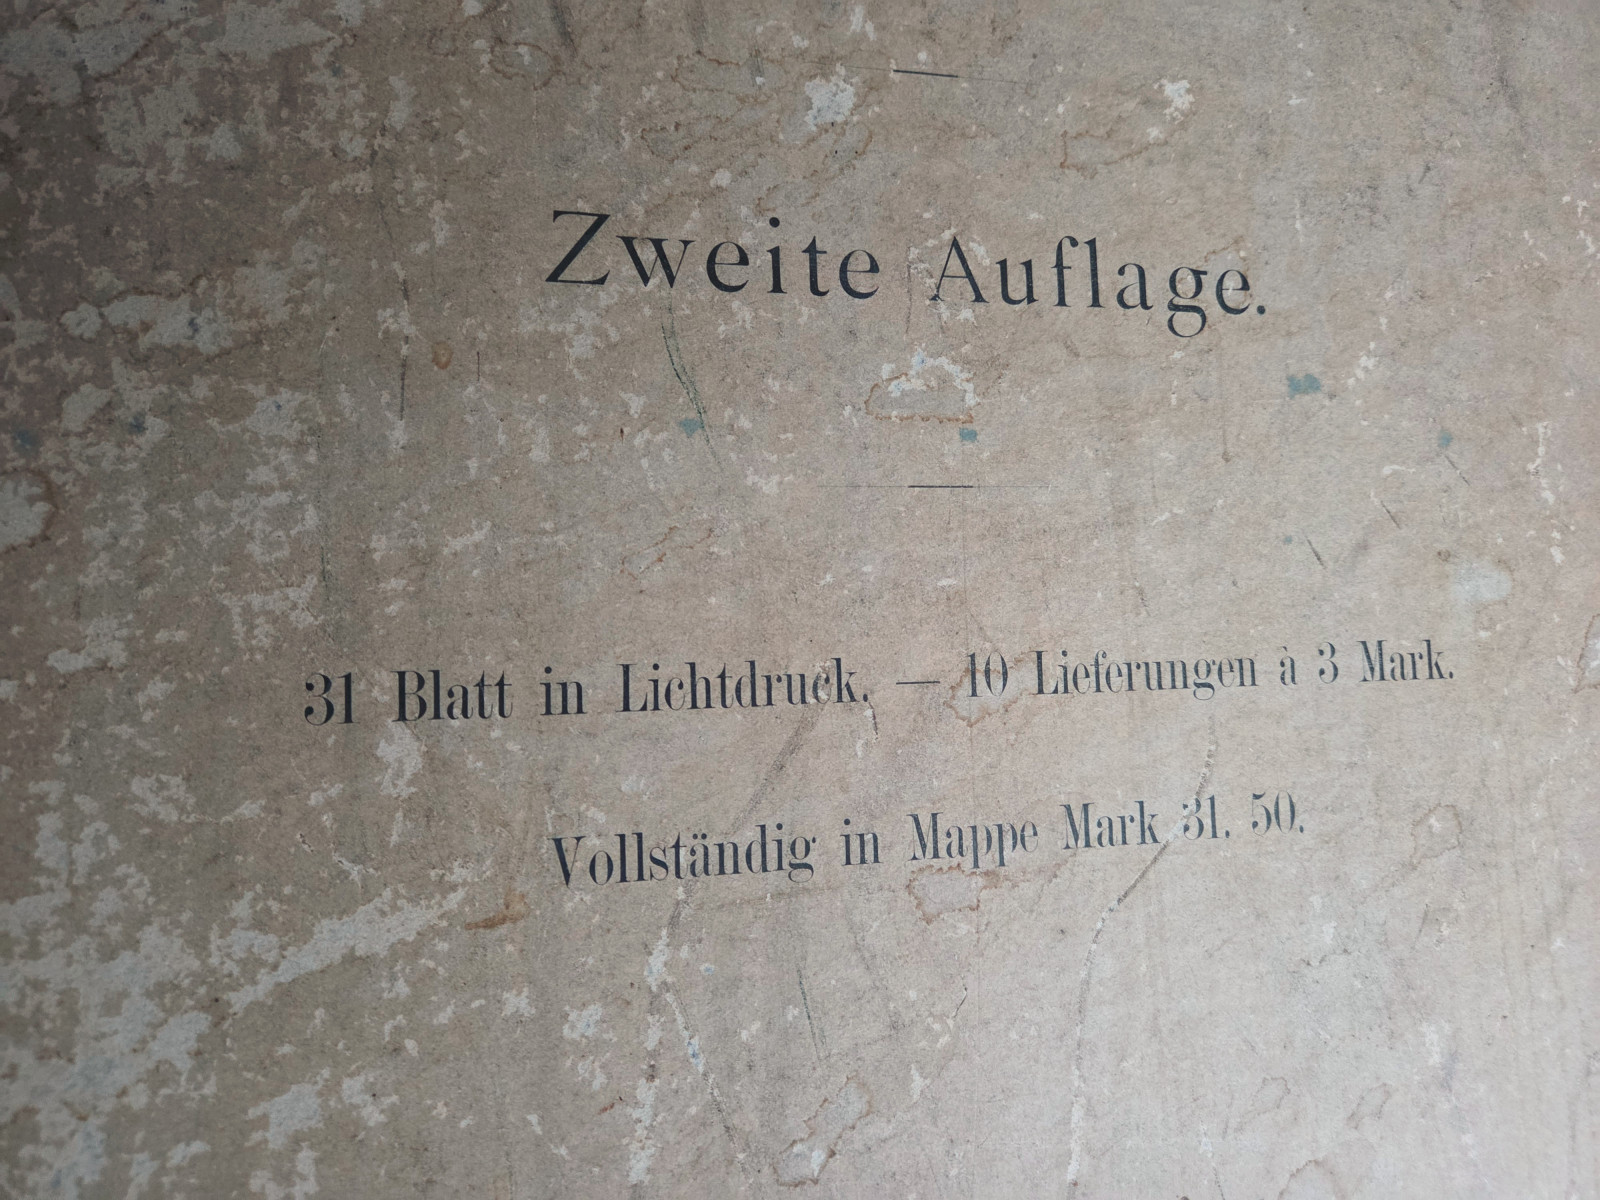 Zweite Auflage.
31 Blatt in Lichtdruck. — 10 Lieferungen à 3 Mark.
Vollständig in Mappe Mark 31. 50.